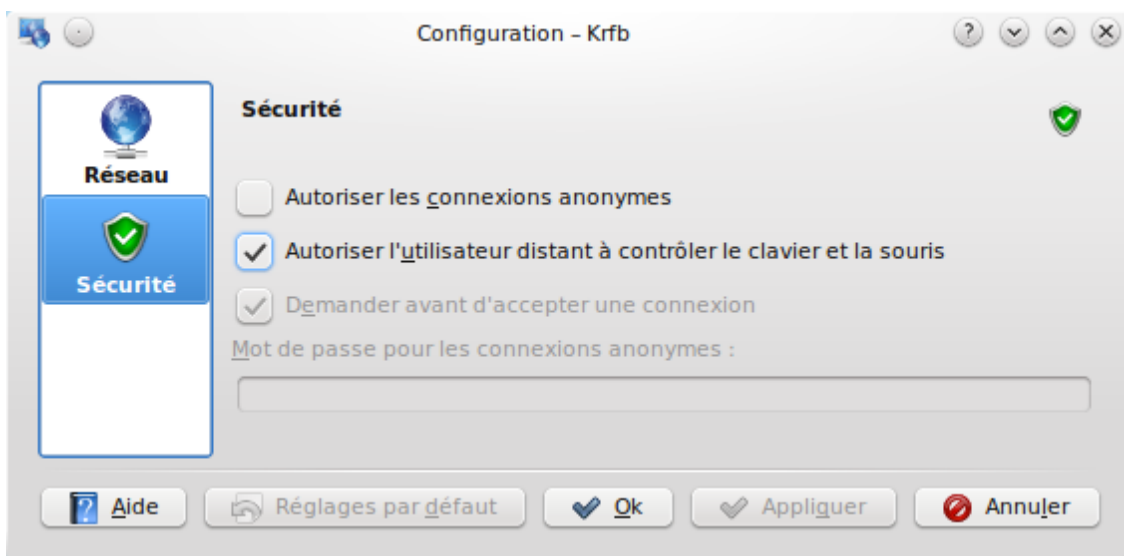 Configuration – Krfb
Réseau
Sécurité
Sécurité
Autoriser les connexions anonymes
Autoriser l'utilisateur distant à contrôler le clavier et la souris
Demander avant d'accepter une connexion
Mot de passe pour les connexions anonymes :
Aide Réglages par défaut Ok Appliquer Annuler